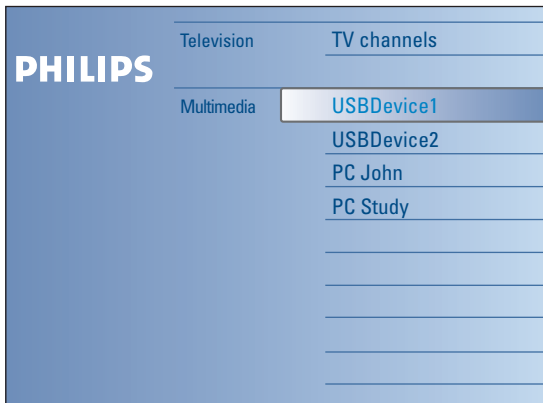 Television TV channels
PHILIPS
Multimedia USBDevice1
USBDevice2
PC John
PC Study